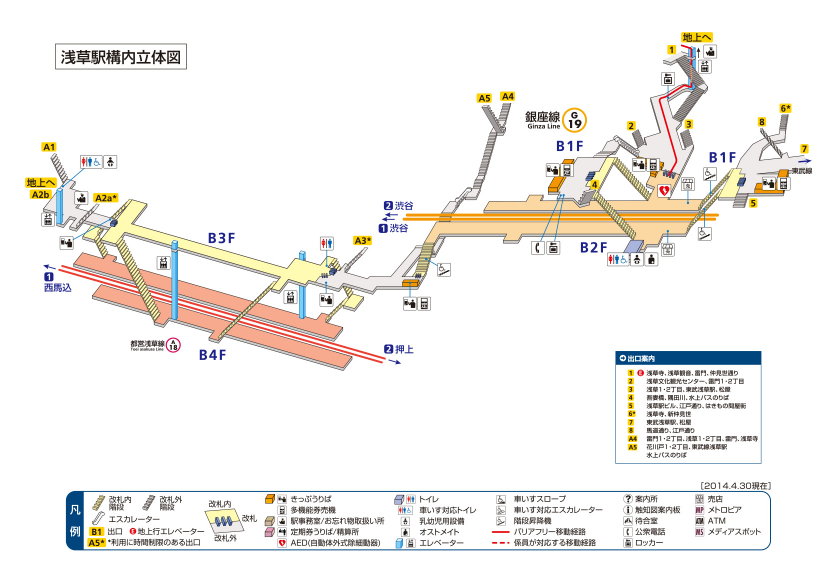 浅草駅構内立体図
地上へ
1
A5
A4
銀座線
Ginza Line
G
19
2
3
8
6*
7
東武線
B1F
B1F
4
5
A1
地上へ
A2b
A2a*
2 渋谷
1 渋谷
B3F
A3*
B2F
1
西馬込
都営浅草線
Toei Asakusa Line
A
18
B4F
2 押上
出口案内
1 浅草寺、浅草観音、雷門、仲見世通り
2 浅草文化観光センター、雷門1・2丁目
3 浅草1・2丁目、東武浅草駅、松屋
4 吾妻橋、隅田川、水上バスのりば
5 浅草駅ビル、江戸通り、はきもの問屋街
6* 浅草寺、新仲見世
7 東武浅草駅、松屋
8 馬道通り、江戸通り
A4 雷門1・2丁目、浅草1・2丁目、雷門、浅草寺
A5 花川戸1・2丁目、東武線浅草駅
水上バスのりば
[2014.4.30現在]
凡例
改札内階段
改札外階段
エスカレーター
B1 出口
E 地上行エレベーター
A5* *利用に時間制限のある出口
改札内
改札
改札外
きっぷうりば
多機能券売機
駅事務室/お忘れ物取扱い所
定期券うりば/精算所
AED(自動体外式除細動器)
トイレ
車いす対応トイレ
乳幼児用設備
オストメイト
エレベーター
車いすスロープ
車いす対応エスカレーター
階段昇降機
バリアフリー移動経路
係員が対応する移動経路
? 案内所
i 触知図案内板
待合室
公衆電話
ロッカー
売店
MP メトロピア
ATM ATM
MS メディアスポット